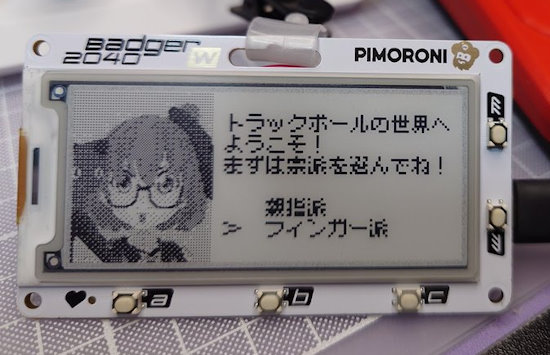 Badger
2040 W
PIMORONI
トラックボールの世界へ
ようこそ！
まずは宗派を選んでね！
親指派
> フィンガー派
a
b
c